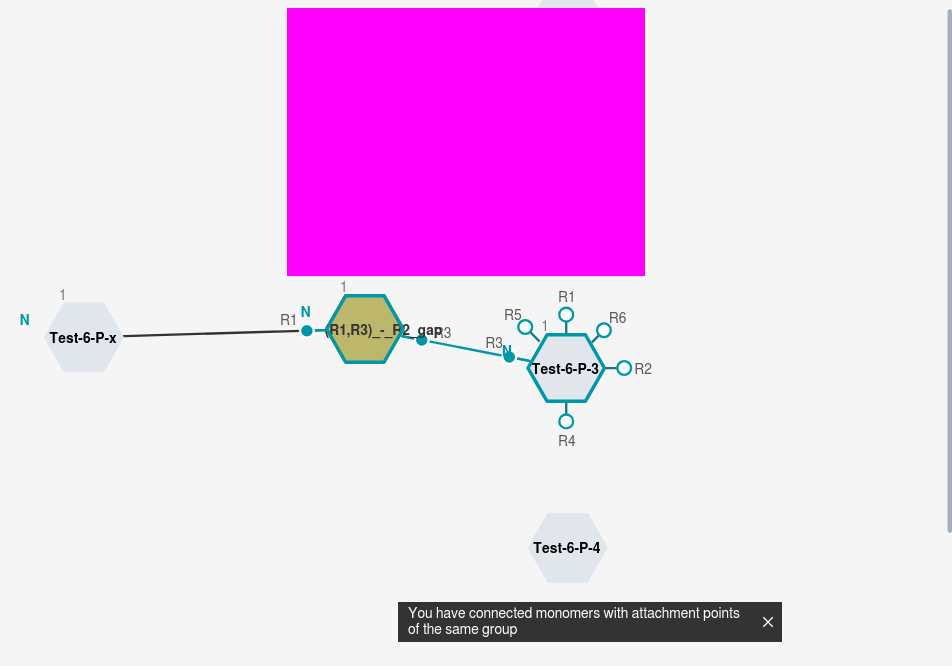 1
N
Test-6-P-x
R1
N
1
(R1,R3)_-_R2_gap
R3
R3
N
R5
1
R1
R6
Test-6-P-3
R2
R4
Test-6-P-4
You have connected monomers with attachment points
of the same group